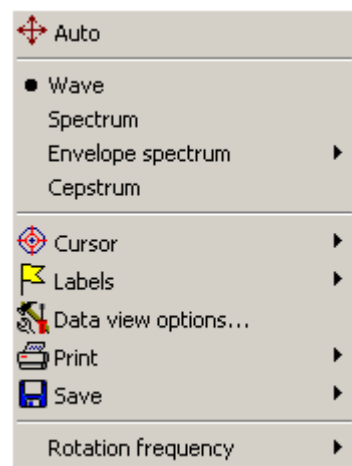 Auto
Wave
Spectrum
Envelope spectrum
Cepstrum
Cursor
Labels
Data view options...
Print
Save
Rotation frequency